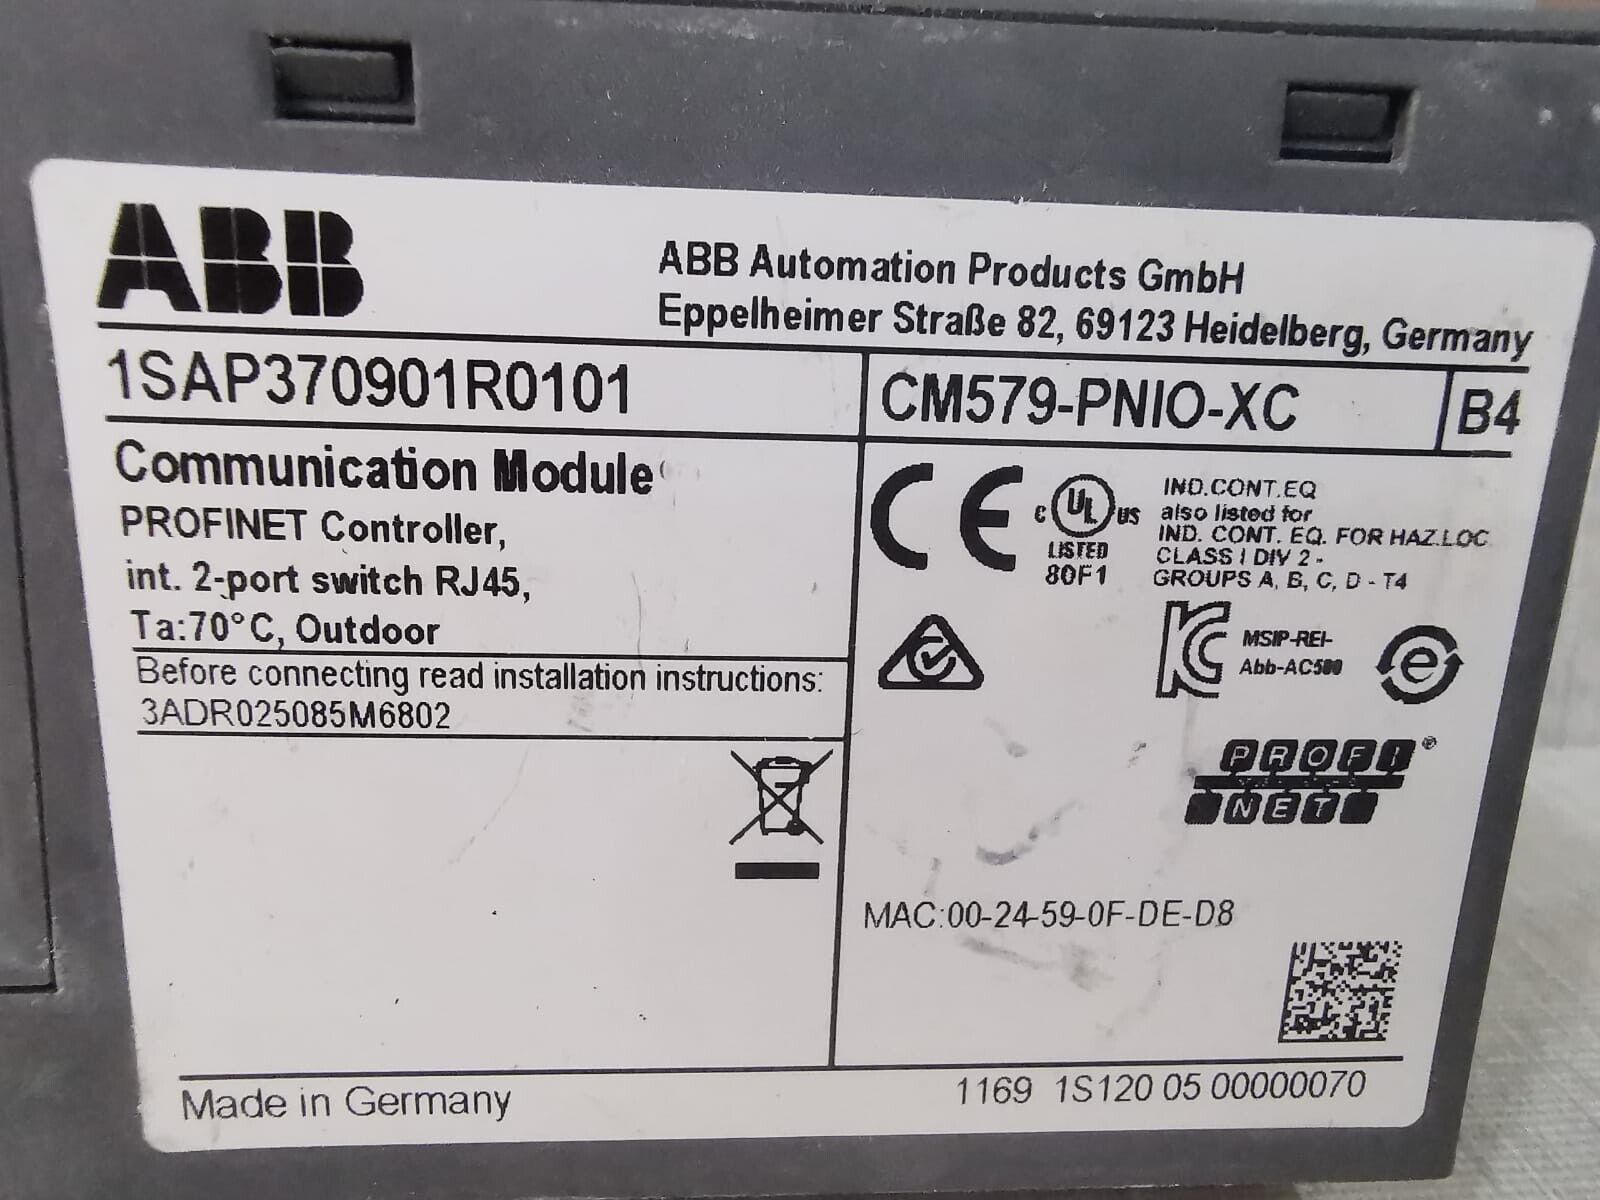 ABB
ABB Automation Products GmbH
Eppelheimer Straße 82, 69123 Heidelberg, Germany
1SAP370901R0101
CM579-PNIO-XC
B4
Communication Module
PROFINET Controller,
int. 2-port switch RJ45,
Ta:70°C, Outdoor
Before connecting read installation instructions:
3ADR025085M6802
CE
C UL US
LISTED
80F1
IND.CONT.EQ
also listed for
IND. CONT. EQ. FOR HAZ.LOC
CLASS I DIV 2 -
GROUPS A, B, C, D - T4
MSIP-REI-
Abb-AC500
e
PROFI®
NET
MAC:00-24-59-0F-DE-D8
Made in Germany
1169 1S120 05 00000070